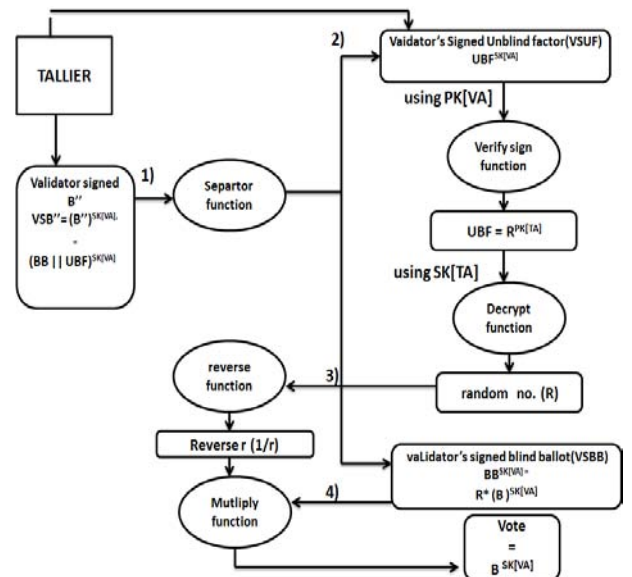 2)
Vaidator's Signed Unblind factor(VSUF)
UBF^SK[VA]
TALLIER
using PK[VA]
Verify sign
function
1)
Validator signed
B''
VSB''= (B'')^SK[VA],
=
(BB || UBF)^SK[VA]
Separtor
function
UBF = R^PK[TA]
using SK[TA]
Decrypt
function
reverse
function
3)
random no. (R)
Reverse r (1/r)
vaLidator's signed blind ballot(VSBB)
BB^SK[VA] =
R* (B )^SK[VA]
4)
Mutliply
function
Vote
=
B^SK[VA]